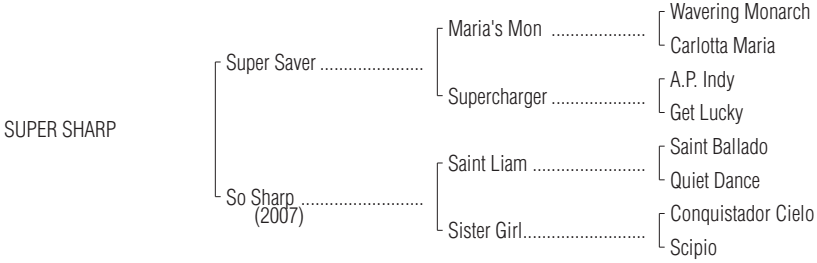 Wavering Monarch
Maria's Mon ....................
Carlotta Maria
Super Saver ......................
A.P. Indy
Supercharger ....................
Get Lucky
SUPER SHARP
Saint Ballado
Saint Liam ........................
Quiet Dance
So Sharp ..........................
(2007)
Conquistador Cielo
Sister Girl..........................
Scipio